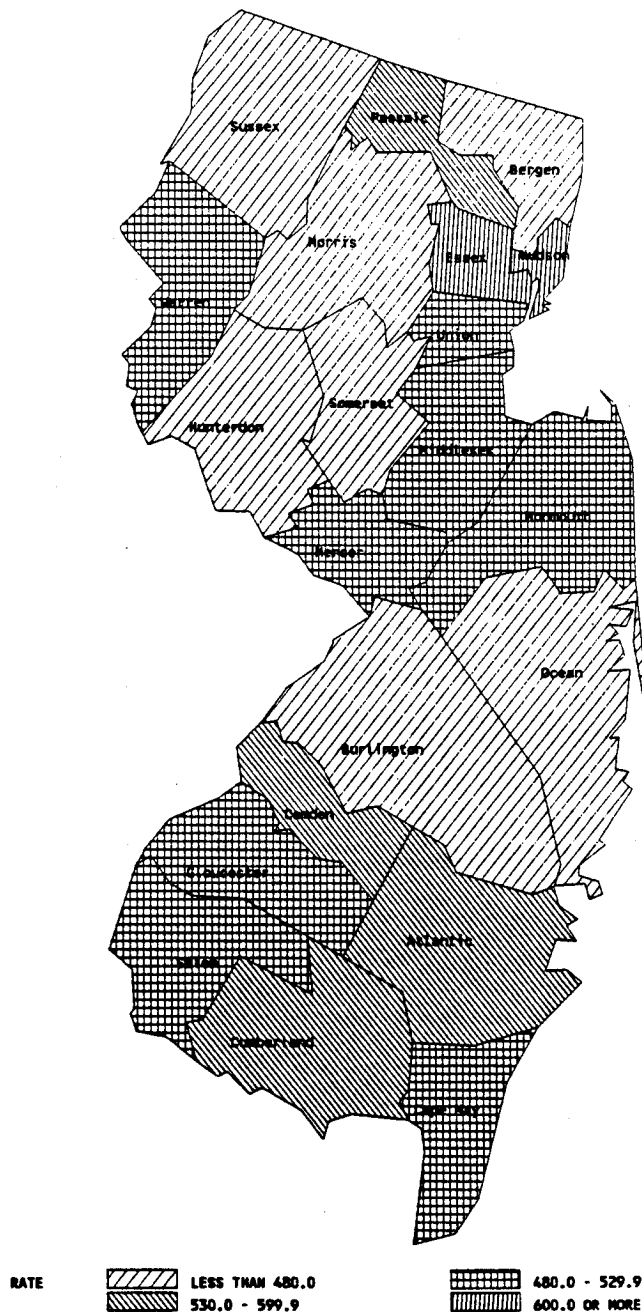 Sussex
Passaic
Bergen
Morris
Essex
Hudson
Warren
Union
Somerset
Hunterdon
Middlesex
Monmouth
Mercer
Ocean
Burlington
Camden
Gloucester
Atlantic
Salem
Cumberland
Cape May
RATE LESS THAN 480.0 480.0 - 529.9
530.0 - 599.9 600.0 OR MORE